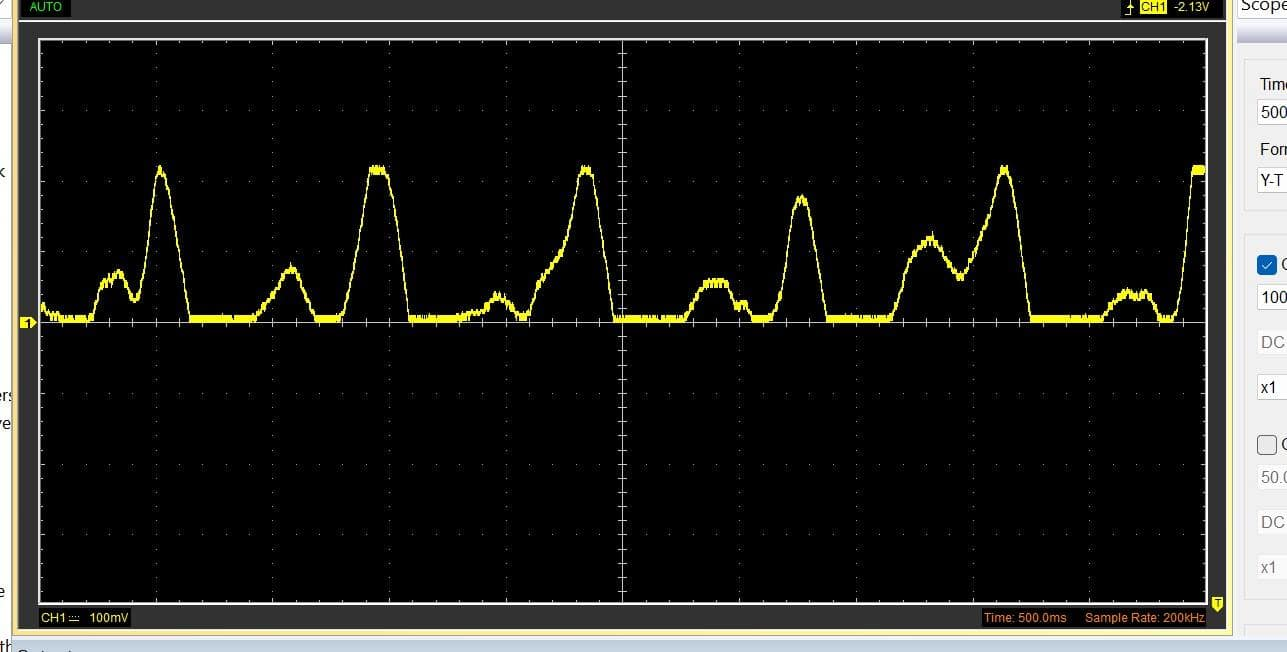 AUTO
CH1 -2.13V
Scope
Time
500
Form
Y-T
100
DC
x1
50.0
DC
x1
1
T
CH1 100mV
Time: 500.0ms Sample Rate: 200kHz